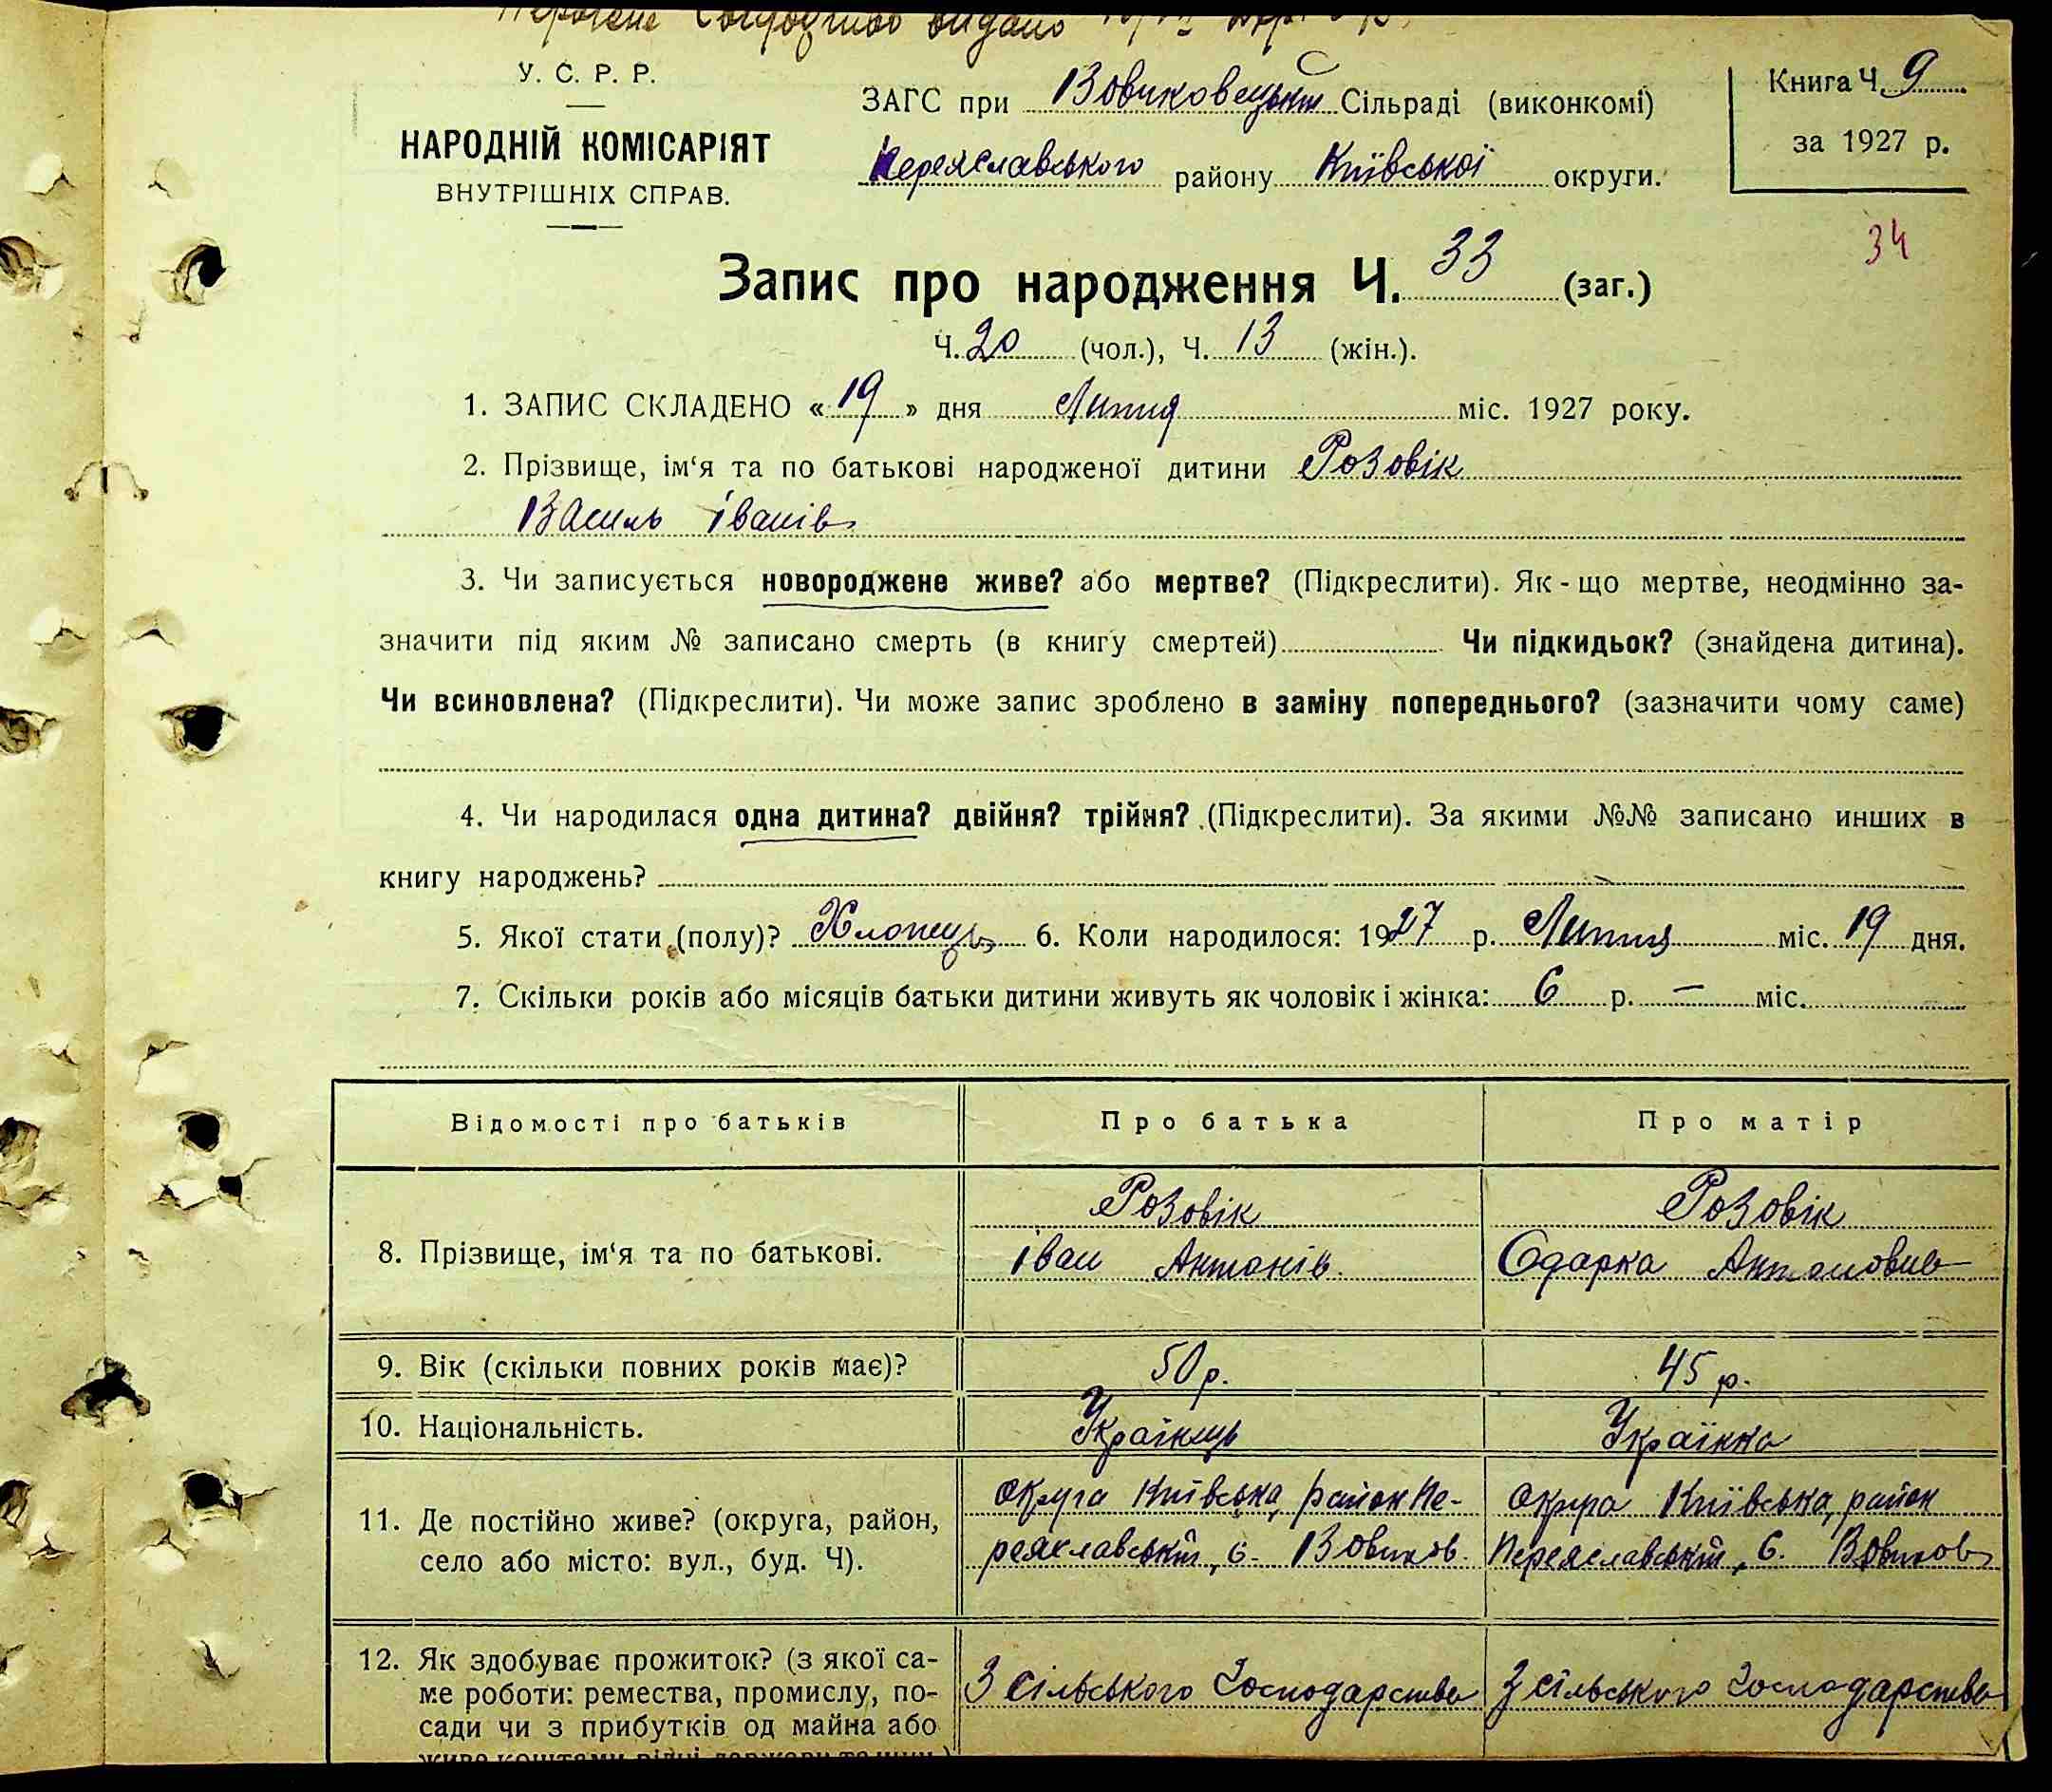 видано
У. С. Р. Р.
НАРОДНІЙ КОМІСАРІЯТ
ВНУТРІШНІХ СПРАВ.
ЗАГС при Вовчковецькій Сільраді (виконкомі)
Переяславського району Київської округи.
Книга Ч. 9
за 1927 р.
34
Запис про народження Ч. 33 (заг.)
Ч. 20 (чол.), Ч. 13 (жін.).
1. ЗАПИС СКЛАДЕНО « 19 » дня Липня міс. 1927 року.
2. Прізвище, ім‘я та по батькові народженої дитини Розовік
Василь Іванів
3. Чи записується новороджене живе? або мертве? (Підкреслити). Як-що мертве, неодмінно за-
значити під яким № записано смерть (в книгу смертей) Чи підкидьок? (знайдена дитина).
Чи всиновлена? (Підкреслити). Чи може запис зроблено в заміну попереднього? (зазначити чому саме)
4. Чи народилася одна дитина? двійня? трійня? (Підкреслити). За якими №№ записано инших в
книгу народжень?
5. Якої стати (полу)? Хлопець 6. Коли народилося: 1927 р. Липня міс. 19 дня.
7. Скільки років або місяців батьки дитини живуть як чоловік і жінка: 6 р. — міс.
Відомості про батьків Про батька Про матір
8. Прізвище, ім‘я та по батькові.
Розовік
Іван Антонів
Розовік
Одарка Антоновна
9. Вік (скільки повних років має)? 50 р. 45 р.
10. Національність. Українець Українка
11. Де постійно живе? (округа, район,
село або місто: вул., буд. Ч).
Округа Київська, район Пе-
реяславський, с. Вовчков.
Округа Київська, район
Переяславський, с. Вовчков
12. Як здобуває прожиток? (з якої са-
ме роботи: ремества, промислу, по-
сади чи з прибутків од майна або
З сільського господарства
З сільського господарства